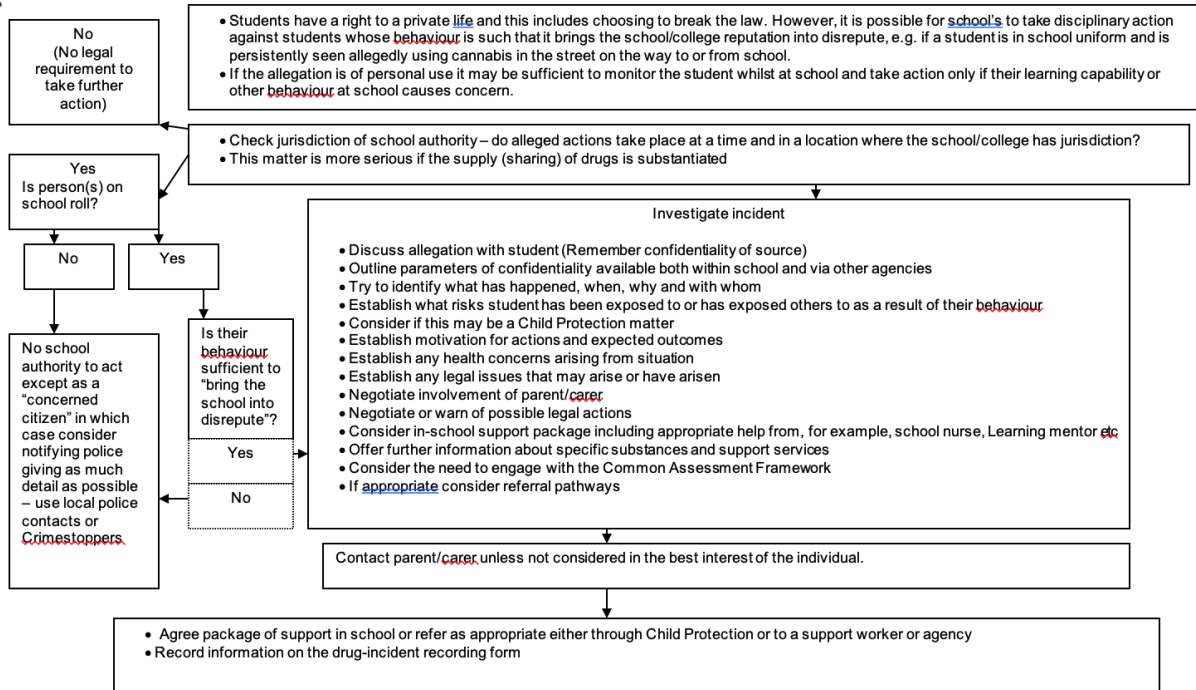 No
(No legal
requirement to
take further
action)
• Students have a right to a private life and this includes choosing to break the law. However, it is possible for school's to take disciplinary action
against students whose behaviour is such that it brings the school/college reputation into disrepute, e.g. if a student is in school uniform and is
persistently seen allegedly using cannabis in the street on the way to or from school.
• If the allegation is of personal use it may be sufficient to monitor the student whilst at school and take action only if their learning capability or
other behaviour at school causes concern.
• Check jurisdiction of school authority – do alleged actions take place at a time and in a location where the school/college has jurisdiction?
• This matter is more serious if the supply (sharing) of drugs is substantiated
Yes
Is person(s) on
school roll?
No
Yes
No school
authority to act
except as a
“concerned
citizen” in which
case consider
notifying police
giving as much
detail as possible
– use local police
contacts or
Crimestoppers
Is their
behaviour
sufficient to
“bring the
school into
disrepute”?
Yes
No
Investigate incident
• Discuss allegation with student (Remember confidentiality of source)
• Outline parameters of confidentiality available both within school and via other agencies
• Try to identify what has happened, when, why and with whom
• Establish what risks student has been exposed to or has exposed others to as a result of their behaviour
• Consider if this may be a Child Protection matter
• Establish motivation for actions and expected outcomes
• Establish any health concerns arising from situation
• Establish any legal issues that may arise or have arisen
• Negotiate involvement of parent/carer
• Negotiate or warn of possible legal actions
• Consider in-school support package including appropriate help from, for example, school nurse, Learning mentor etc
• Offer further information about specific substances and support services
• Consider the need to engage with the Common Assessment Framework
• If appropriate consider referral pathways
Contact parent/carer unless not considered in the best interest of the individual.
• Agree package of support in school or refer as appropriate either through Child Protection or to a support worker or agency
• Record information on the drug-incident recording form